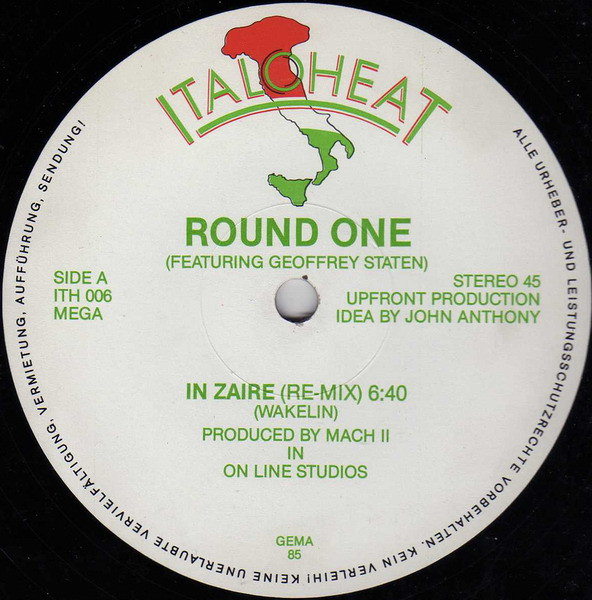 ITALOHEAT
ROUND ONE
(FEATURING GEOFFREY STATEN)
SIDE A
ITH 006
MEGA
STEREO 45
UPFRONT PRODUCTION
IDEA BY JOHN ANTHONY
IN ZAIRE (RE-MIX) 6:40
(WAKELIN)
PRODUCED BY MACH II
IN
ON LINE STUDIOS
GEMA
85
ALLE URHEBER- UND LEISTUNGSSCHUTZRECHTE VORBEHALTEN. KEIN VERLEIH! KEINE UNERLAUBTE VERVIELFÄLTIGUNG, VERMIETUNG, AUFFÜHRUNG, SENDUNG!